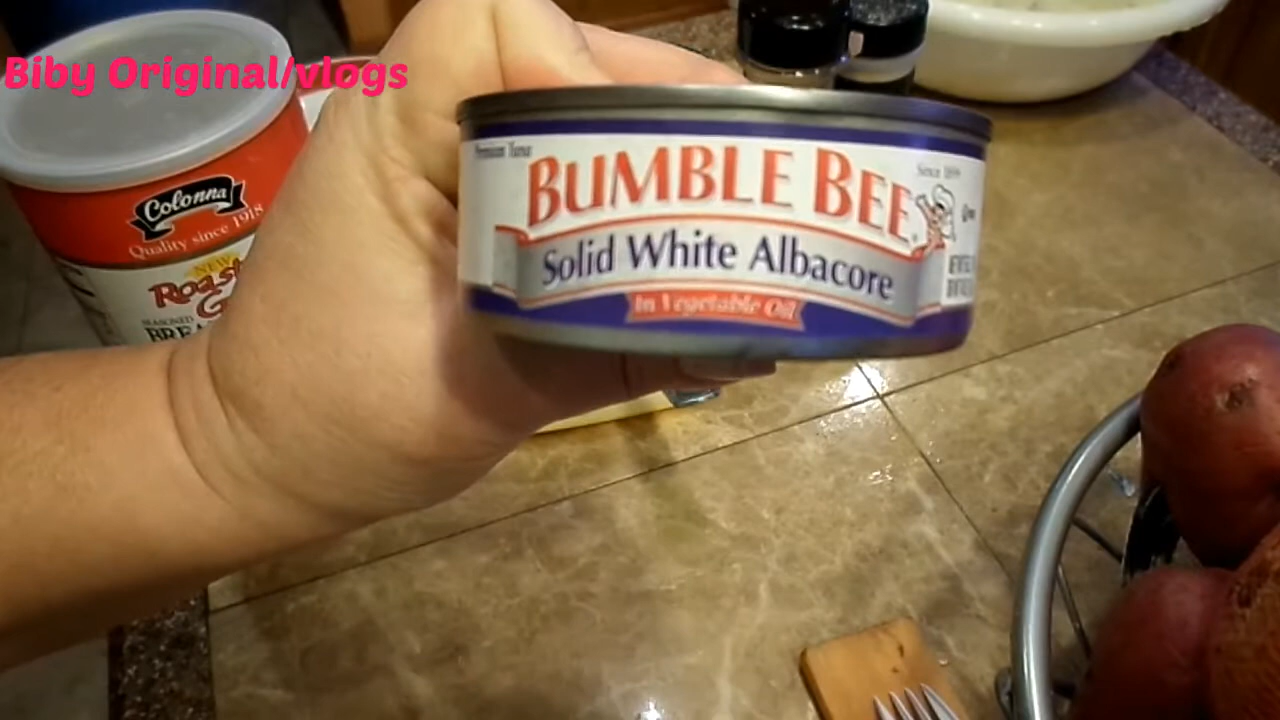 Biby Original/vlogs
Colonna
Quality since 1918
NEW
Premium Tuna
BUMBLE BEE
Since 1899
Solid White Albacore
In Vegetable Oil